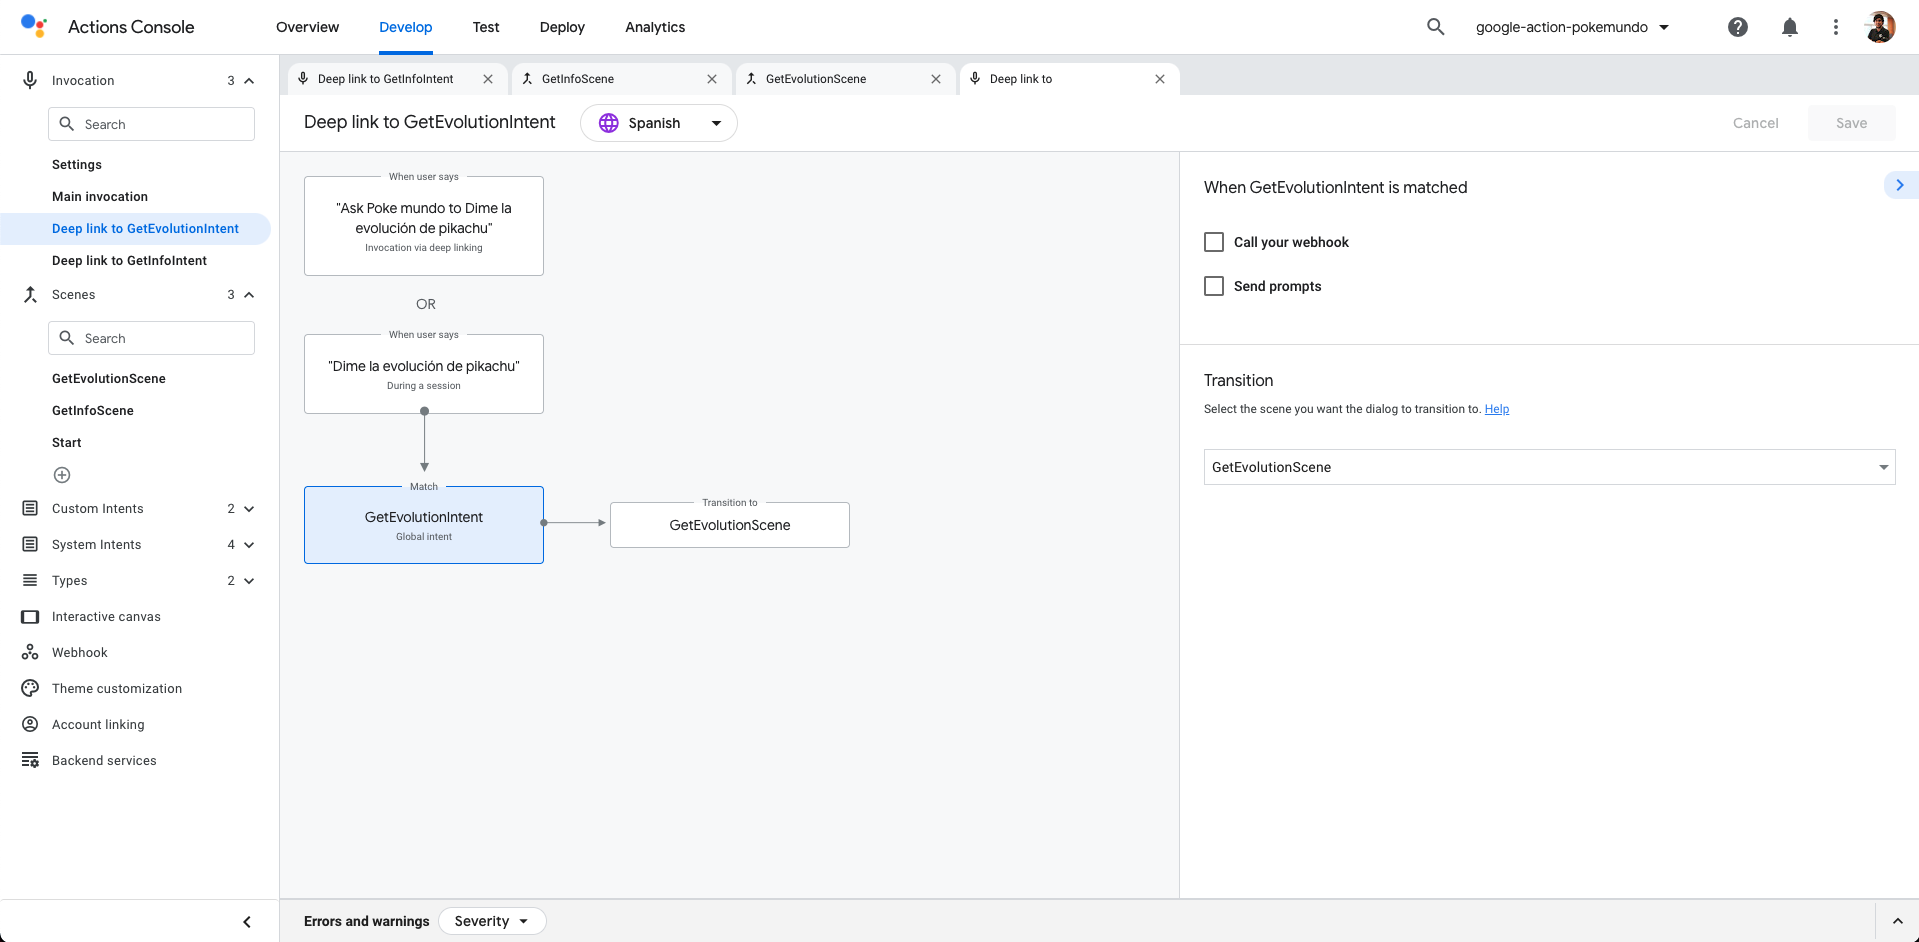 Actions Console
Overview
Develop
Test
Deploy
Analytics
google-action-pokemundo
Invocation
3
Search
Settings
Main invocation
Deep link to GetEvolutionIntent
Deep link to GetInfoIntent
Scenes
3
Search
GetEvolutionScene
GetInfoScene
Start
Custom Intents
2
System Intents
4
Types
2
Interactive canvas
Webhook
Theme customization
Account linking
Backend services
Deep link to GetInfoIntent
GetInfoScene
GetEvolutionScene
Deep link to
Deep link to GetEvolutionIntent
Spanish
Cancel
Save
When user says
"Ask Poke mundo to Dime la
evolución de pikachu"
Invocation via deep linking
OR
When user says
"Dime la evolución de pikachu"
During a session
Match
GetEvolutionIntent
Global intent
Transition to
GetEvolutionScene
When GetEvolutionIntent is matched
Call your webhook
Send prompts
Transition
Select the scene you want the dialog to transition to. Help
GetEvolutionScene
Errors and warnings
Severity